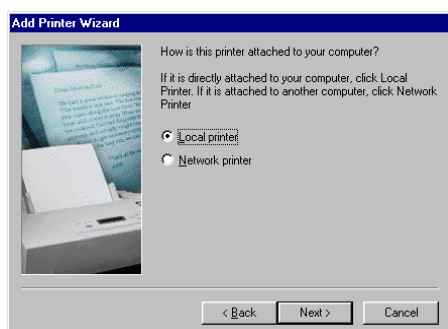 Add Printer Wizard
How is this printer attached to your computer?
If it is directly attached to your computer, click Local
Printer. If it is attached to another computer, click Network
Printer
Local printer
Network printer
< Back
Next >
Cancel